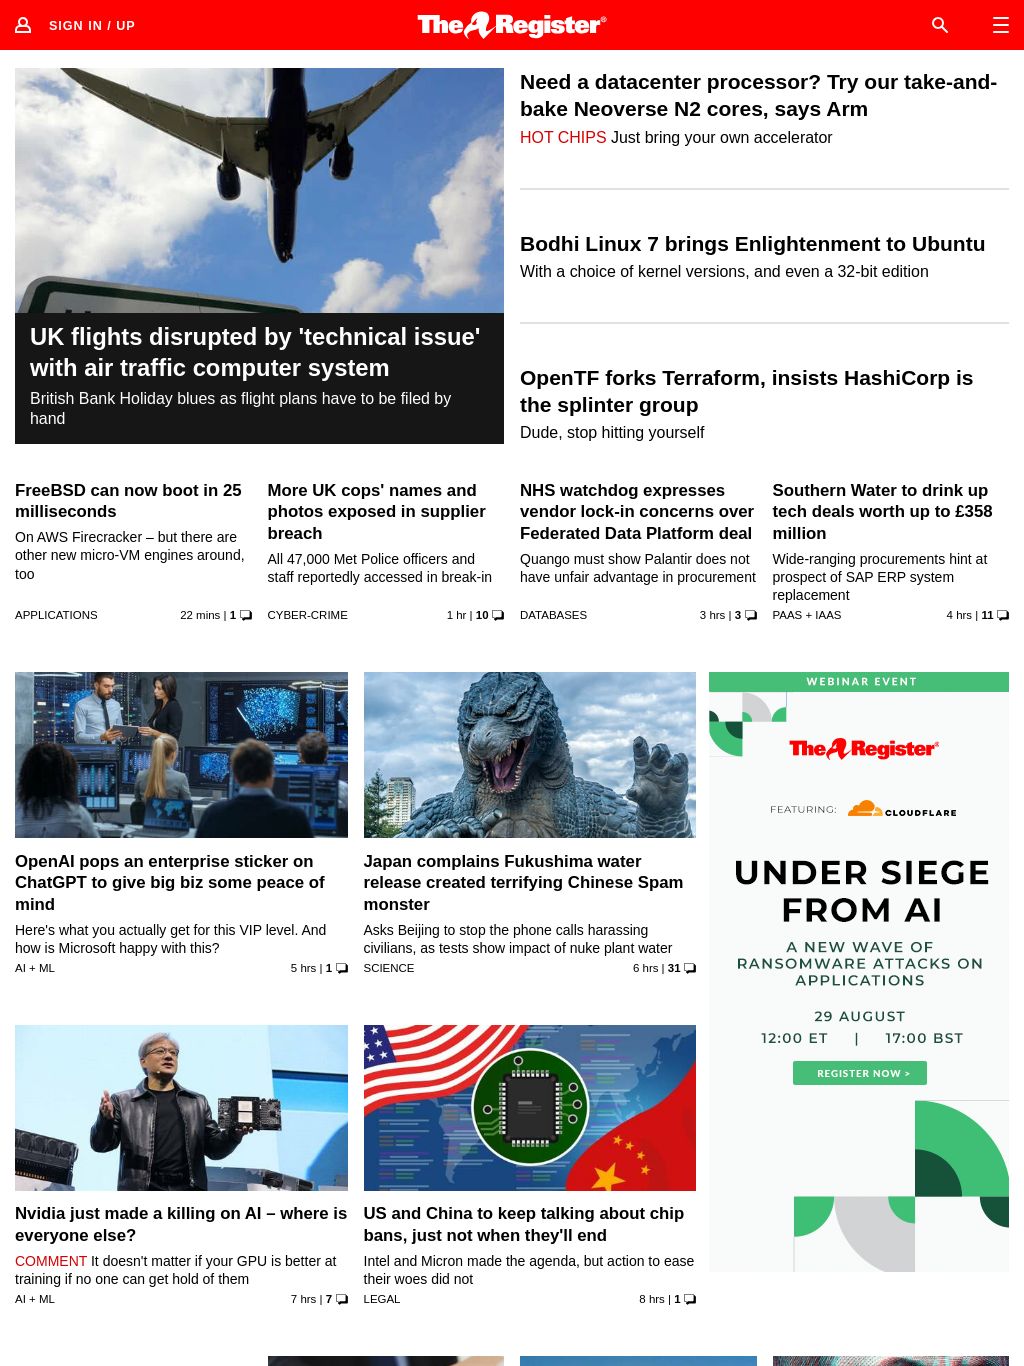 SIGN IN / UP
The Register®
UK flights disrupted by 'technical issue'
with air traffic computer system
British Bank Holiday blues as flight plans have to be filed by
hand
Need a datacenter processor? Try our take-and-
bake Neoverse N2 cores, says Arm
HOT CHIPS Just bring your own accelerator
Bodhi Linux 7 brings Enlightenment to Ubuntu
With a choice of kernel versions, and even a 32-bit edition
OpenTF forks Terraform, insists HashiCorp is
the splinter group
Dude, stop hitting yourself
FreeBSD can now boot in 25
milliseconds
On AWS Firecracker – but there are
other new micro-VM engines around,
too
APPLICATIONS 22 mins | 1
More UK cops' names and
photos exposed in supplier
breach
All 47,000 Met Police officers and
staff reportedly accessed in break-in
CYBER-CRIME 1 hr | 10
NHS watchdog expresses
vendor lock-in concerns over
Federated Data Platform deal
Quango must show Palantir does not
have unfair advantage in procurement
DATABASES 3 hrs | 3
Southern Water to drink up
tech deals worth up to £358
million
Wide-ranging procurements hint at
prospect of SAP ERP system
replacement
PAAS + IAAS 4 hrs | 11
OpenAI pops an enterprise sticker on
ChatGPT to give big biz some peace of
mind
Here's what you actually get for this VIP level. And
how is Microsoft happy with this?
AI + ML 5 hrs | 1
Japan complains Fukushima water
release created terrifying Chinese Spam
monster
Asks Beijing to stop the phone calls harassing
civilians, as tests show impact of nuke plant water
SCIENCE 6 hrs | 31
WEBINAR EVENT
The Register®
FEATURING: CLOUDFLARE
UNDER SIEGE
FROM AI
A NEW WAVE OF
RANSOMWARE ATTACKS ON
APPLICATIONS
29 AUGUST
12:00 ET | 17:00 BST
REGISTER NOW >
Nvidia just made a killing on AI – where is
everyone else?
COMMENT It doesn't matter if your GPU is better at
training if no one can get hold of them
AI + ML 7 hrs | 7
US and China to keep talking about chip
bans, just not when they'll end
Intel and Micron made the agenda, but action to ease
their woes did not
LEGAL 8 hrs | 1